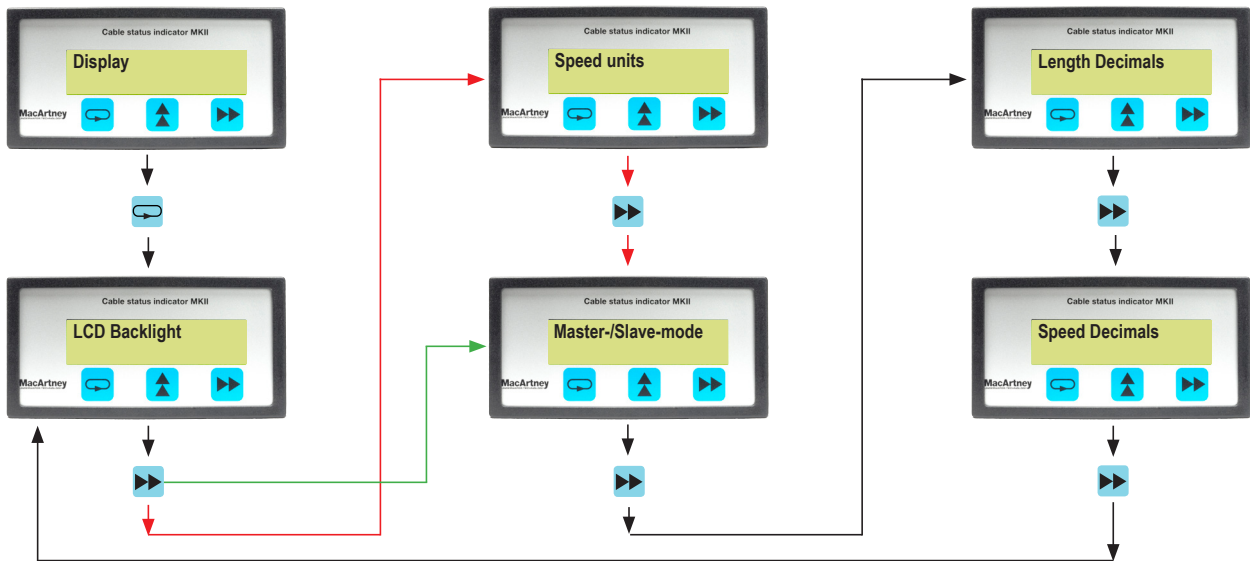 Cable status indicator MKII
Display
MacArtney
Cable status indicator MKII
Speed units
MacArtney
Cable status indicator MKII
Length Decimals
MacArtney
Cable status indicator MKII
LCD Backlight
MacArtney
Cable status indicator MKII
Master-/Slave-mode
MacArtney
Cable status indicator MKII
Speed Decimals
MacArtney